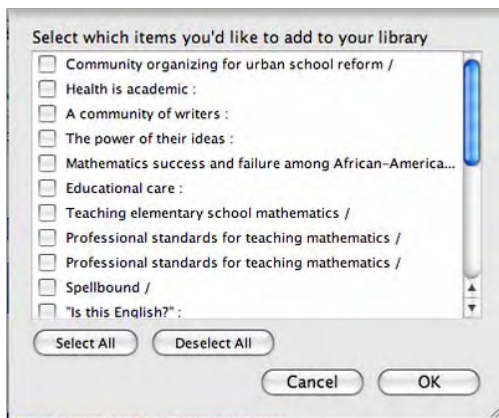 Select which items you'd like to add to your library
Community organizing for urban school reform /
Health is academic :
A community of writers :
The power of their ideas :
Mathematics success and failure among African-America...
Educational care :
Teaching elementary school mathematics /
Professional standards for teaching mathematics /
Professional standards for teaching mathematics /
Spellbound /
"Is this English?" :
Select All Deselect All
Cancel OK